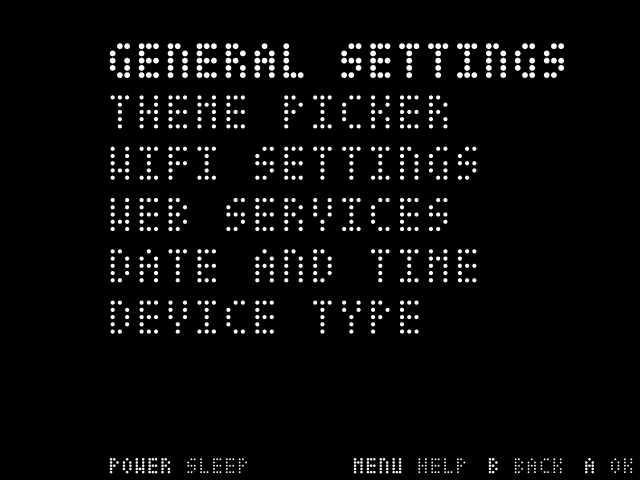 GENERAL SETTINGS
THEME PICKER
WIFI SETTINGS
WEB SERVICES
DATE AND TIME
DEVICE TYPE
POWER SLEEP MENU HELP B BACK A OK